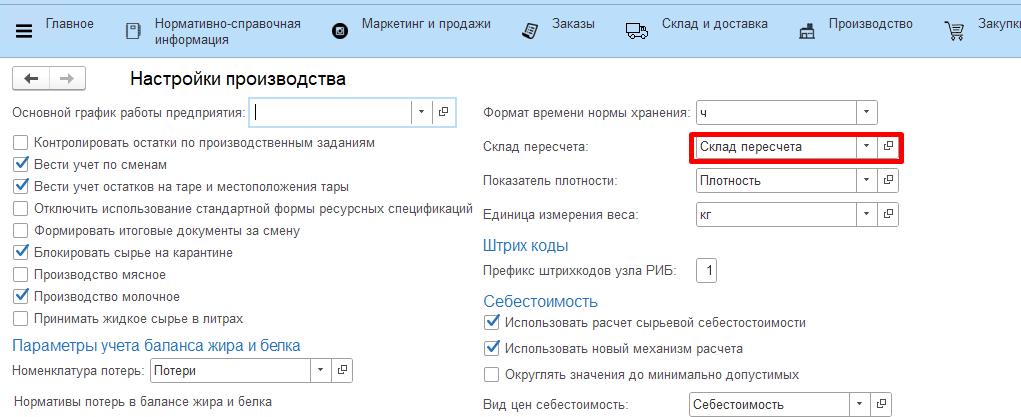 Главное
Нормативно-справочная
информация
Маркетинг и продажи
Заказы
Склад и доставка
Производство
Закупки
Настройки производства
Основной график работы предприятия:
Контролировать остатки по производственным заданиям
Вести учет по сменам
Вести учет остатков на таре и местоположения тары
Отключить использование стандартной формы ресурсных спецификаций
Формировать итоговые документы за смену
Блокировать сырье на карантине
Производство мясное
Производство молочное
Принимать жидкое сырье в литрах
Параметры учета баланса жира и белка
Номенклатура потерь: Потери
Нормативы потерь в балансе жира и белка
Формат времени нормы хранения: ч
Склад пересчета: Склад пересчета
Показатель плотности: Плотность
Единица измерения веса: кг
Штрих коды
Префикс штрихкодов узла РИБ: 1
Себестоимость
Использовать расчет сырьевой себестостоимости
Использовать новый механизм расчета
Округлять значения до минимально допустимых
Вид цен себестоимость: Себестоимость